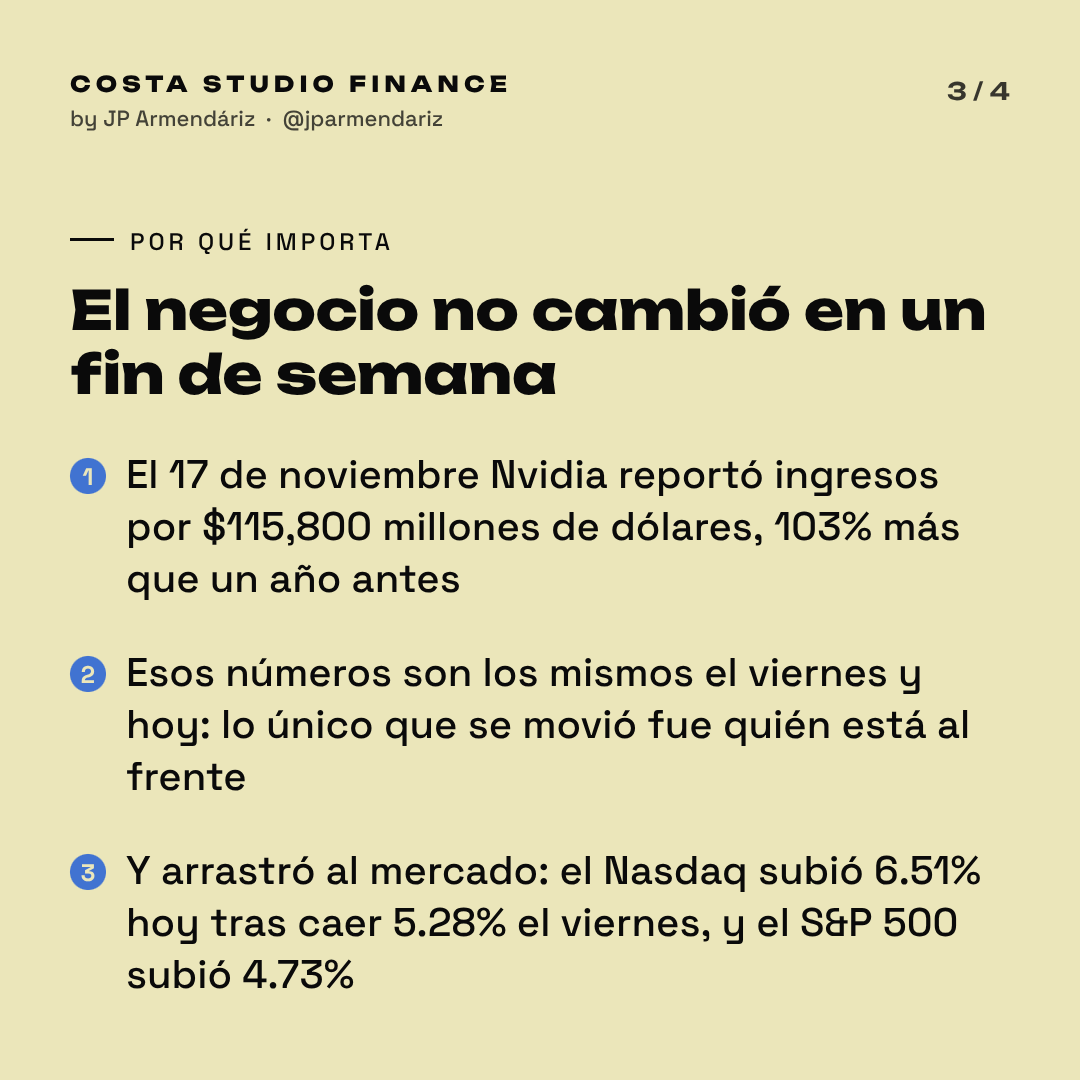 COSTA STUDIO FINANCE
by JP Armendáriz · @jparmendariz
3 / 4
POR QUÉ IMPORTA
El negocio no cambió en un
fin de semana
1 El 17 de noviembre Nvidia reportó ingresos
por $115,800 millones de dólares, 103% más
que un año antes
2 Esos números son los mismos el viernes y
hoy: lo único que se movió fue quién está al
frente
3 Y arrastró al mercado: el Nasdaq subió 6.51%
hoy tras caer 5.28% el viernes, y el S&P 500
subió 4.73%